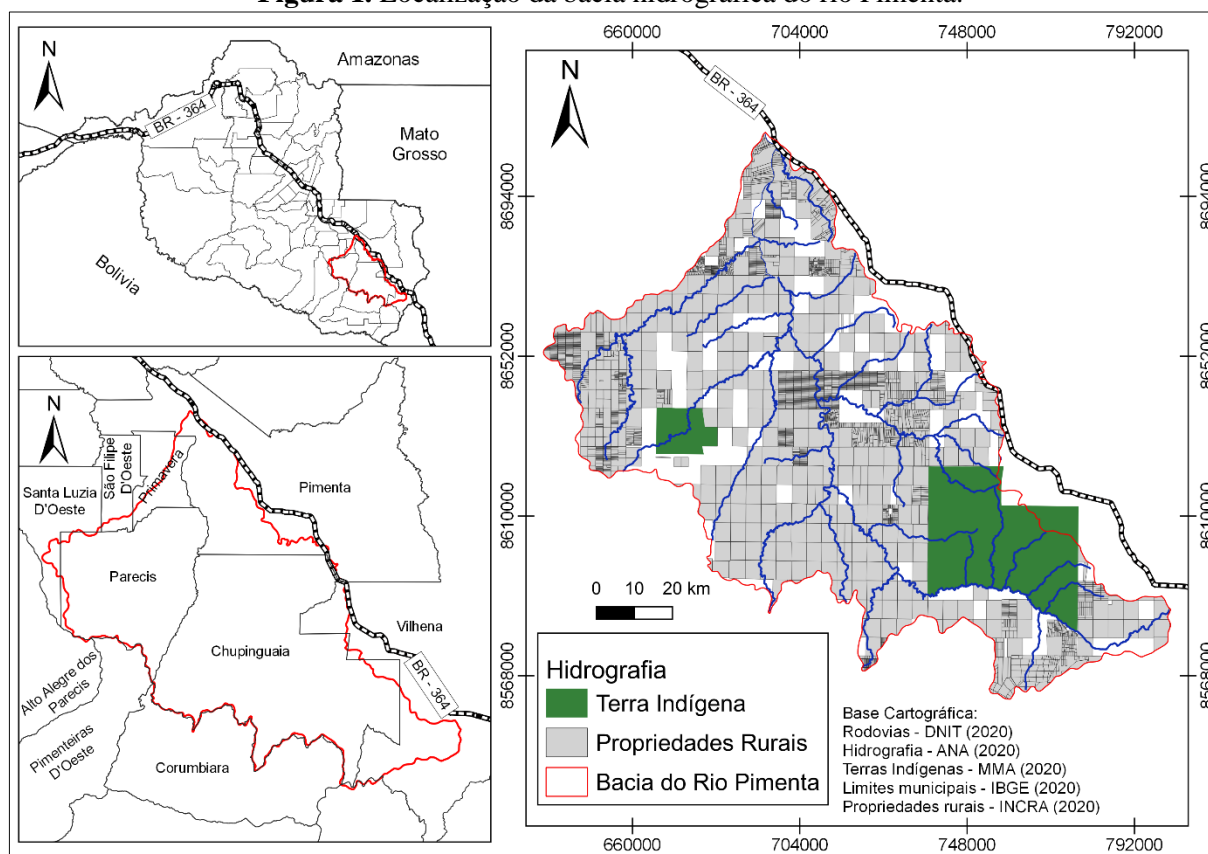 Figura 1. Localização da bacia hidrográfica do rio Pimenta.
N
Amazonas
BR - 364
Mato
Grosso
Bolívia
N
São Filipe
D'Oeste
Primavera
Santa Luzia
D'Oeste
Pimenta
Parecis
Vilhena
Chupinguaia
BR - 364
Alto Alegre dos
Parecis
Pimenteiras
D'Oeste
Corumbiara
660000
704000
748000
792000
N
BR - 364
8694000
8694000
8652000
8652000
8610000
8610000
8568000
8568000
0 10 20 km
Hidrografia
Terra Indígena
Propriedades Rurais
Bacia do Rio Pimenta
Base Cartográfica:
Rodovias - DNIT (2020)
Hidrografia - ANA (2020)
Terras Indígenas - MMA (2020)
Limites municipais - IBGE (2020)
Propriedades rurais - INCRA (2020)
660000
704000
748000
792000